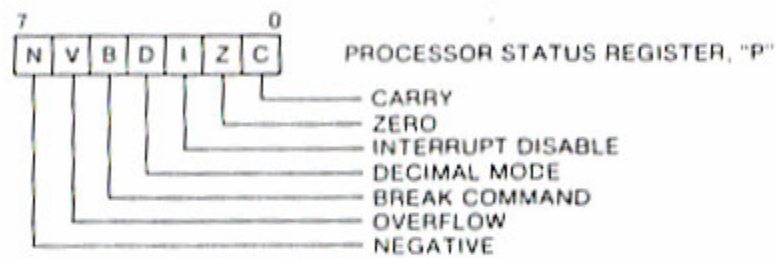 7 0
N V B D I Z C PROCESSOR STATUS REGISTER, "P"
CARRY
ZERO
INTERRUPT DISABLE
DECIMAL MODE
BREAK COMMAND
OVERFLOW
NEGATIVE